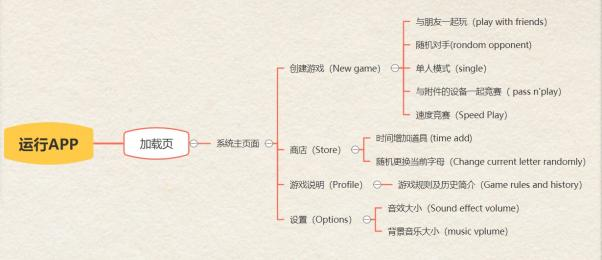 运行APP
加载页
系统主页面
创建游戏（New game）
与朋友一起玩（play with friends)
随机对手(rondom opponent)
单人模式（single）
与附件的设备一起竞赛（ pass n'play）
速度竞赛（Speed Play）
商店（Store）
时间增加道具 (time add)
随机更换当前字母（Change current letter randomly）
游戏说明（Profile）
游戏规则及历史简介（Game rules and history）
设置（Options）
音效大小（Sound effect volume）
背景音乐大小（music vplume）